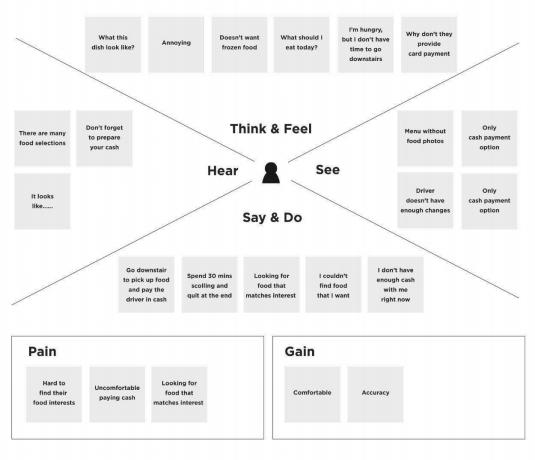 What this
dish look like?
Annoying
Doesn't want
frozen food
What should I
eat today?
I'm hungry,
but i don't have
time to go
downstairs
Why don't they
provide
card payment
Think & Feel
There are many
food selections
Don't forget
to prepare
your cash
It looks
like......
Hear
See
Menu without
food photos
Only
cash payment
option
Driver
doesn't have
enough changes
Only
cash payment
option
Say & Do
Go downstair
to pick up food
and pay the
driver in cash
Spend 30 mins
scolling and
quit at the end
Looking for
food that
matches interest
I couldn't
find food
that i want
I don't have
enough cash
with me
right now
Pain
Hard to
find their
food interests
Uncomfortable
paying cash
Looking for
food that
matches interest
Gain
Comfortable
Accuracy